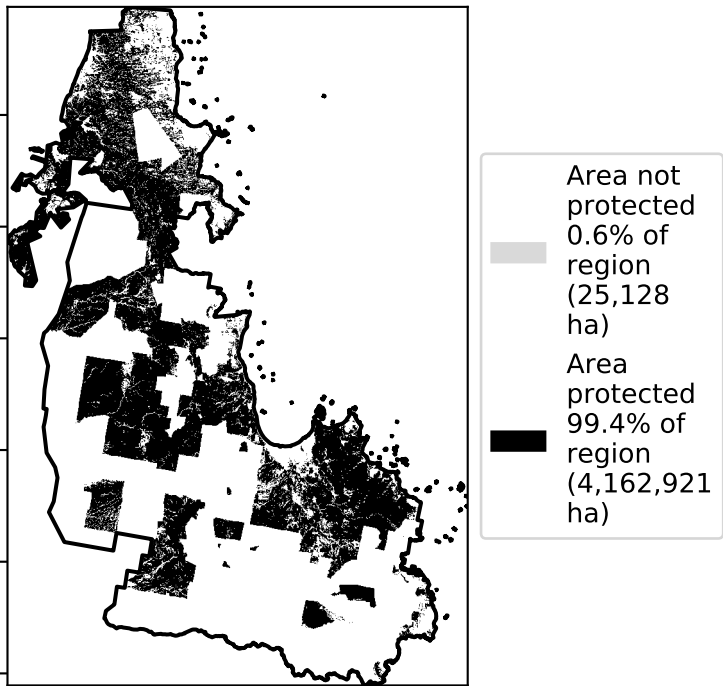 Area not
protected
0.6% of
region
(25,128
ha)
Area
protected
99.4% of
region
(4,162,921
ha)